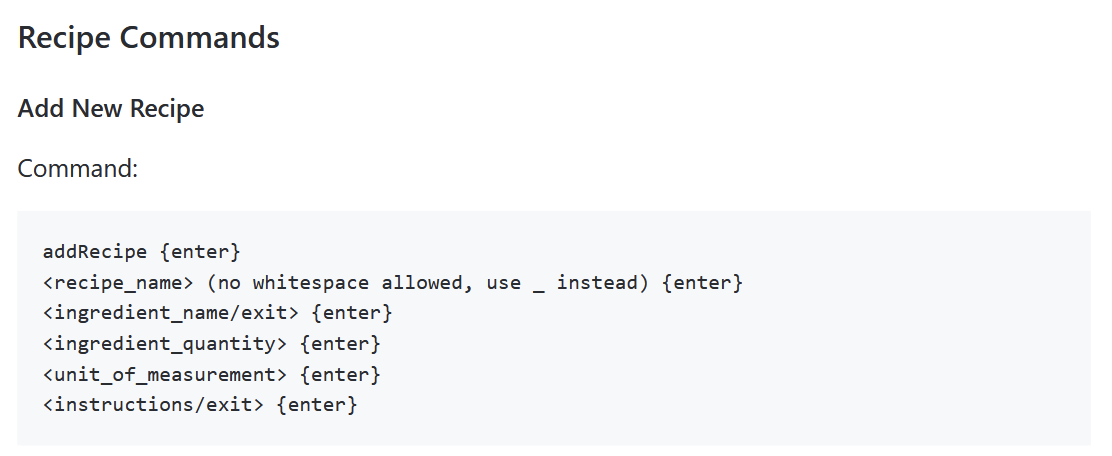 Recipe Commands
Add New Recipe
Command:
addRecipe {enter}
<recipe_name> (no whitespace allowed, use _ instead) {enter}
<ingredient_name/exit> {enter}
<ingredient_quantity> {enter}
<unit_of_measurement> {enter}
<instructions/exit> {enter}